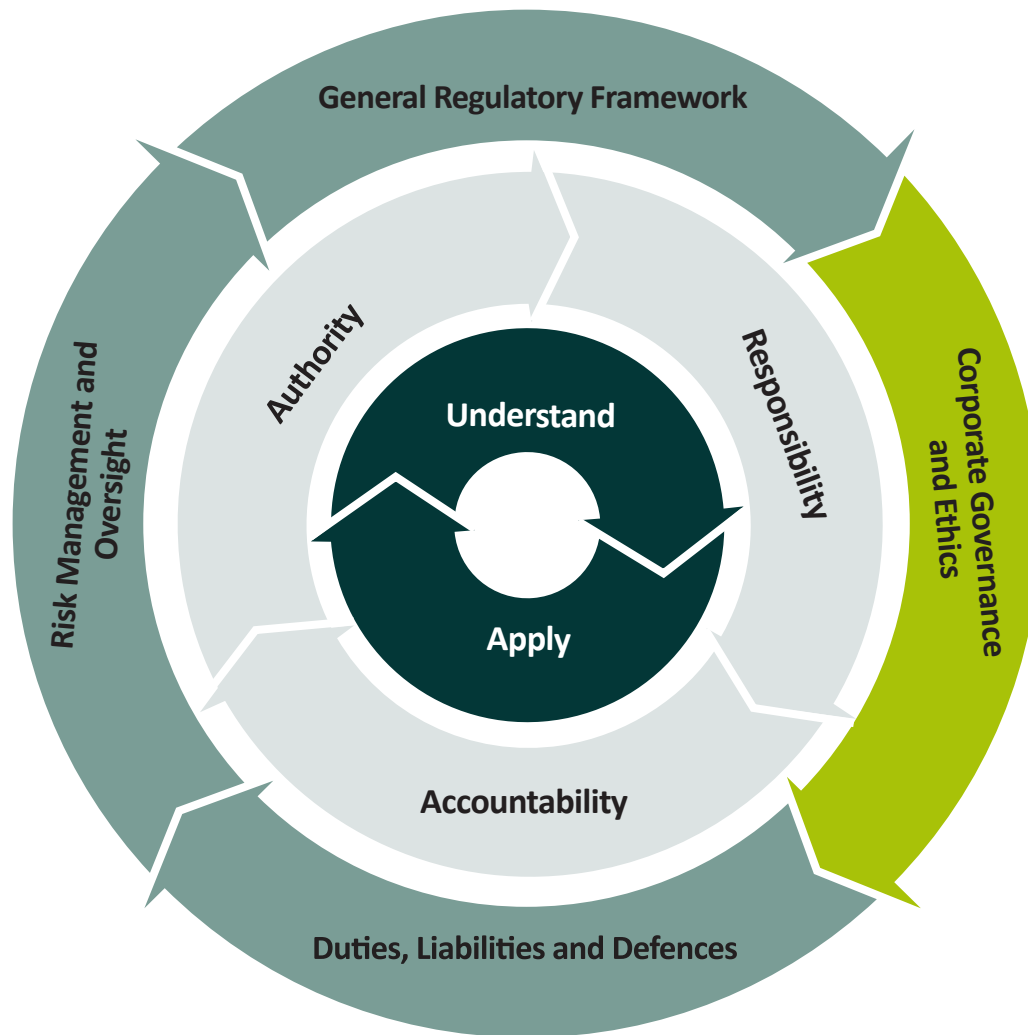 General Regulatory Framework
Authority
Responsibility
Understand
Corporate Governance
and Ethics
Risk Management and
Oversight
Apply
Accountability
Duties, Liabilities and Defences